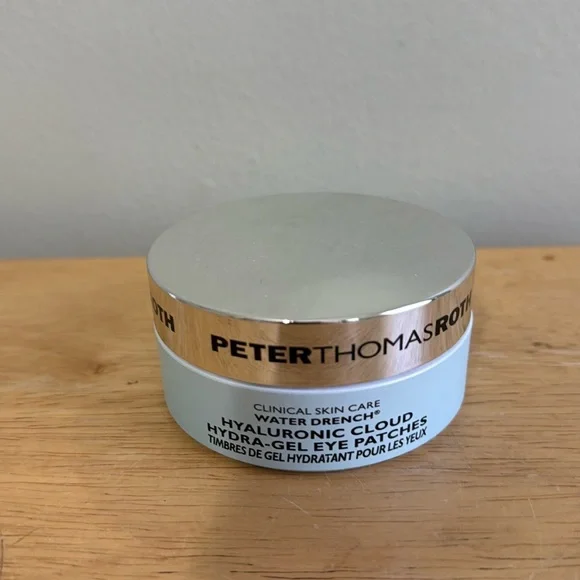 OTH PETERTHOMASROTH
CLINICAL SKIN CARE
WATER DRENCH®
HYALURONIC CLOUD
HYDRA-GEL EYE PATCHES
TIMBRES DE GEL HYDRATANT POUR LES YEUX